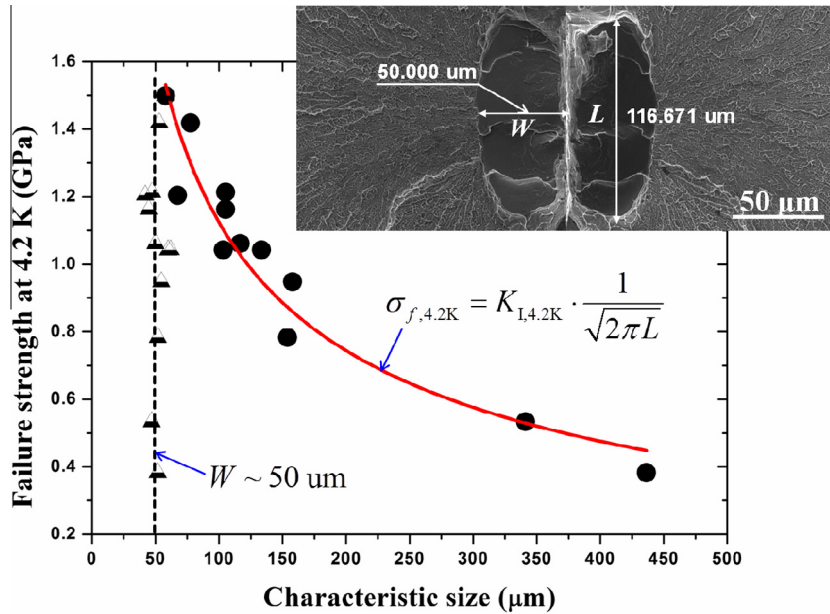 50.000 um
W
L
116.671 um
50 μm
Failure strength at 4.2 K (GPa)
1.6
1.4
1.2
1.0
0.8
0.6
0.4
0.2
σ_{f,4.2K} = K_{I,4.2K} · 1/√(2πL)
W ~ 50 um
0 50 100 150 200 250 300 350 400 450 500
Characteristic size (μm)